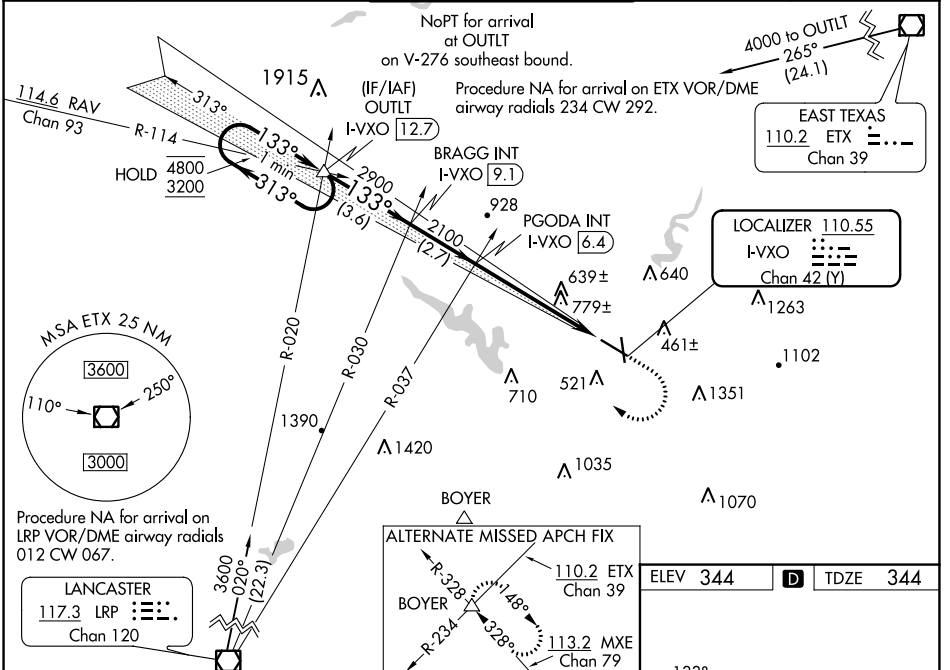 NoPT for arrival
at OUTLT
on V-276 southeast bound.
4000 to OUTLT
265°
(24.1)
1915
(IF/IAF)
OUTLT
I-VXO 12.7
Procedure NA for arrival on ETX VOR/DME
airway radials 234 CW 292.
EAST TEXAS
110.2 ETX
Chan 39
114.6 RAV
Chan 93
R-114
313°
133°
1 min
313°
HOLD 4800
3200
BRAGG INT
I-VXO 9.1
2900
133°
(3.6)
928
2100
(2.7)
PGODA INT
I-VXO 6.4
LOCALIZER 110.55
I-VXO
Chan 42 (Y)
639±
779±
640
1263
461±
1102
521
710
1351
MSA ETX 25 NM
3600
110°
250°
3000
R-020
R-030
R-037
1390
1420
1035
1070
Procedure NA for arrival on
LRP VOR/DME airway radials
012 CW 067.
3600
020°
(22.3)
LANCASTER
117.3 LRP
Chan 120
BOYER
ALTERNATE MISSED APCH FIX
R-328
148°
110.2 ETX
Chan 39
BOYER
R-234
328°
113.2 MXE
Chan 79
ELEV 344
D
TDZE 344